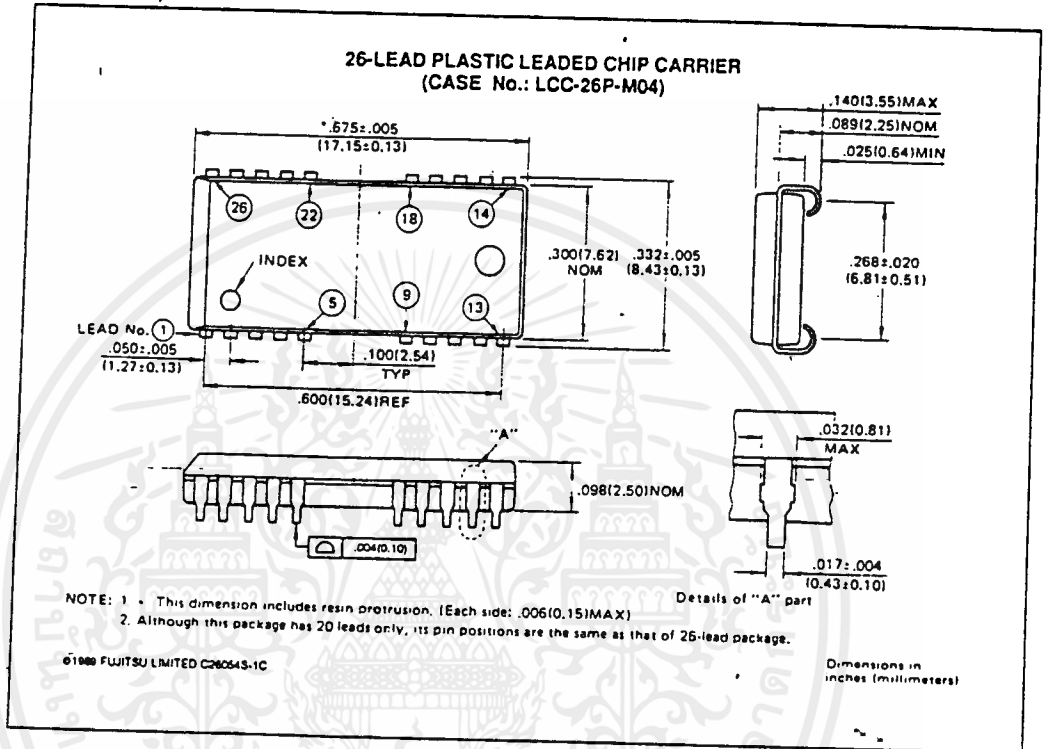 26-LEAD PLASTIC LEADED CHIP CARRIER
(CASE No.: LCC-26P-M04)
*.675±.005
(17.15±0.13)
.140(3.55)MAX
.089(2.25)NOM
.025(0.64)MIN
26
22
18
14
INDEX
.300(7.62)
NOM
.332±.005
(8.43±0.13)
.268±.020
(6.81±0.51)
5
9
13
LEAD No. 1
.050±.005
(1.27±0.13)
.100(2.54)
TYP
.600(15.24)REF
"A"
.098(2.50)NOM
.004(0.10)
.032(0.81)
MAX
.017±.004
(0.43±0.10)
Details of "A" part
NOTE: 1 * This dimension includes resin protrusion. (Each side: .006(0.15)MAX)
2. Although this package has 20 leads only, its pin positions are the same as that of 26-lead package.
©1989 FUJITSU LIMITED C26054S-1C
Dimensions in
inches (millimeters)